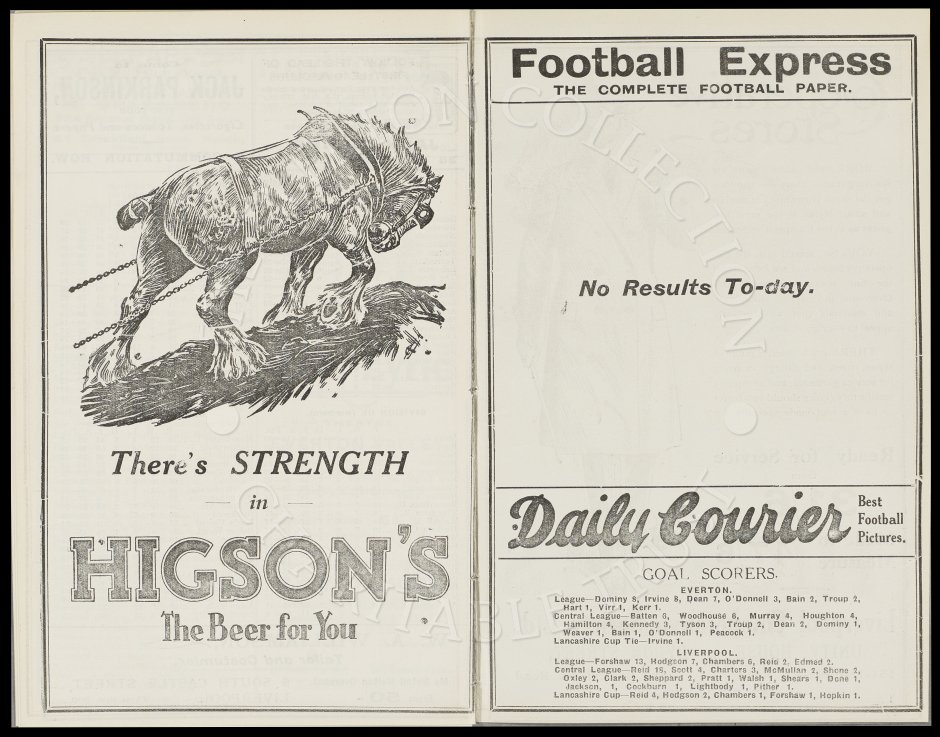 There's STRENGTH
in
HIGSON'S
The Beer for You
Football Express
THE COMPLETE FOOTBALL PAPER.
No Results To-day.
Daily Courier
Best
Football
Pictures.
GOAL SCORERS.
EVERTON.
League—Dominy 8, Irvine 8, Dean 7, O'Donnell 3, Bain 2, Troup 2,
Hart 1, Virr 1, Kerr 1.
Central League—Batten 6, Woodhouse 6, Murray 4, Houghton 4,
Hamilton 4, Kennedy 3, Tyson 3, Troup 2, Dean 2, Dominy 1,
Weaver 1, Bain 1, O'Donnell 1, Peacock 1.
Lancashire Cup Tie—Irvine 1.
LIVERPOOL.
League—Forshaw 13, Hodgson 7, Chambers 6, Reid 2, Edmed 2.
Central League—Reid 18, Scott 4, Charters 3, McMullan 2, Shone 2,
Oxley 2, Clark 2, Sheppard 2, Pratt 1, Walsh 1, Shears 1, Done 1,
Jackson, 1, Cockburn 1, Lightbody 1, Pither 1.
Lancashire Cup—Reid 4, Hodgson 2, Chambers 1, Forshaw 1, Hopkin 1.